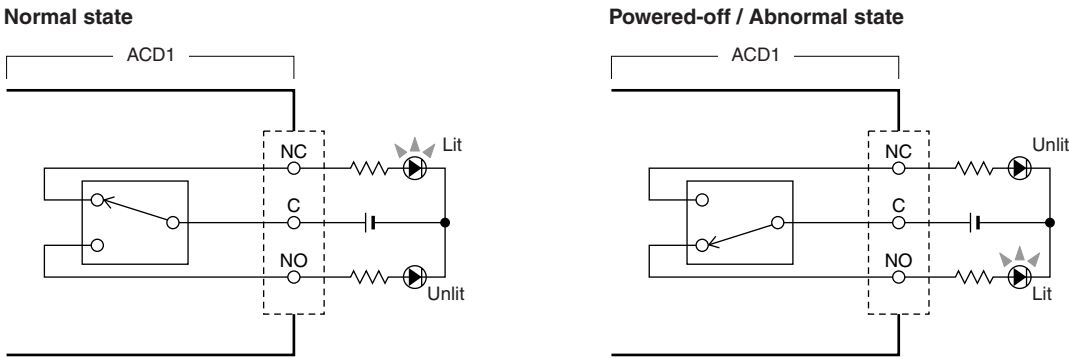 Normal state
ACD1
NC
Lit
C
NO
Unlit
Powered-off / Abnormal state
ACD1
NC
Unlit
C
NO
Lit